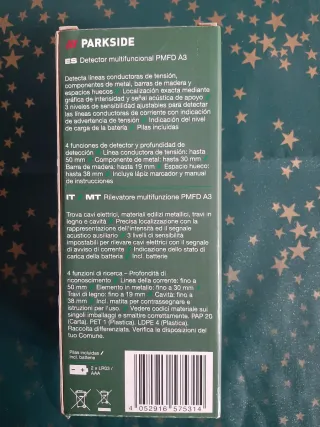 PARKSIDE
ES Detector multifuncional PMFD A3
Detecta líneas conductoras de tensión,
componentes de metal, barras de madera y
espacios huecos Localización exacta mediante
gráfica de intensidad y señal acústica de apoyo
3 niveles de sensibilidad ajustables para detectar
las líneas conductoras de corriente con indicación
de advertencia de tensión Indicación del nivel
de carga de la batería Pilas incluidas
4 funciones de detector y profundidad de
detección: Línea conductora de tensión: hasta
50 mm Componente de metal: hasta 30 mm
Barra de madera: hasta 19 mm Espacio hueco:
hasta 38 mm Incluye lápiz marcador y manual
de instrucciones
IT MT Rilevatore multifunzione PMFD A3
Trova cavi elettrici, materiali edilizi metallici, travi in
legno e cavità Precisa localizzazione con la
rappresentazione dell'intensità ed il segnale
acustico ausiliario 3 livelli di sensibilità
impostabili per rilevare cavi elettrici con il segnale
di avviso di corrente Indicazione dello stato di
carica della batteria Incl. batterie
4 funzioni di ricerca – Profondità di
riconoscimento Linea della corrente: fino a
50 mm Elemento in metallo: fino a 30 mm
Travi di legno: fino a 19 mm Cavità: fino a
38 mm Incl. matita per contrassegnare e
istruzioni per l'uso. Vedere codici materiali sui
singoli imballaggi e smaltire correttamente. PAP 20
(Carta). PET 1 (Plastica). LDPE 4 (Plastica).
Raccolta differenziata. Verifica le disposizioni del
tuo Comune.
Pilas incluidas /
Incl. batterie
2 x LR03 /
AAA
4 052916 575314